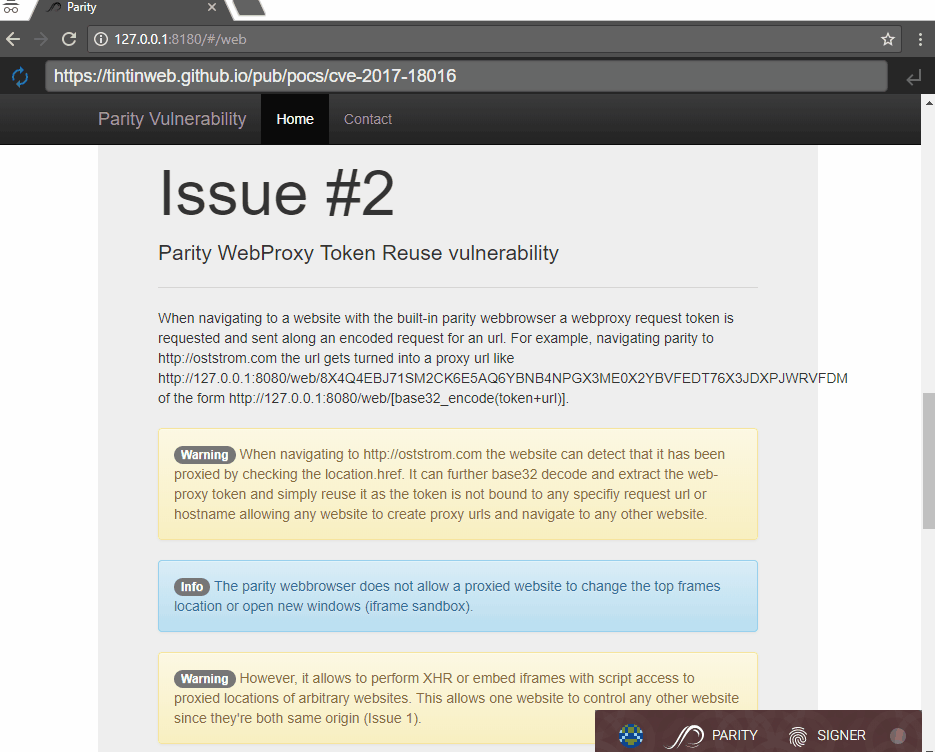 Parity
127.0.0.1:8180/#/web
https://tintinweb.github.io/pub/pocs/cve-2017-18016
Parity Vulnerability Home Contact
Issue #2
Parity WebProxy Token Reuse vulnerability
When navigating to a website with the built-in parity webbrowser a webproxy request token is
requested and sent along an encoded request for an url. For example, navigating parity to
http://oststrom.com the url gets turned into a proxy url like
http://127.0.0.1:8080/web/8X4Q4EBJ71SM2CK6E5AQ6YBNB4NPGX3ME0X2YBVFEDT76X3JDXPJWRVFDM
of the form http://127.0.0.1:8080/web/[base32_encode(token+url)].
Warning When navigating to http://oststrom.com the website can detect that it has been
proxied by checking the location.href. It can further base32 decode and extract the web-
proxy token and simply reuse it as the token is not bound to any specifiy request url or
hostname allowing any website to create proxy urls and navigate to any other website.
Info The parity webbrowser does not allow a proxied website to change the top frames
location or open new windows (iframe sandbox).
Warning However, it allows to perform XHR or embed iframes with script access to
proxied locations of arbitrary websites. This allows one website to control any other website
since they're both same origin (Issue 1).
PARITY SIGNER